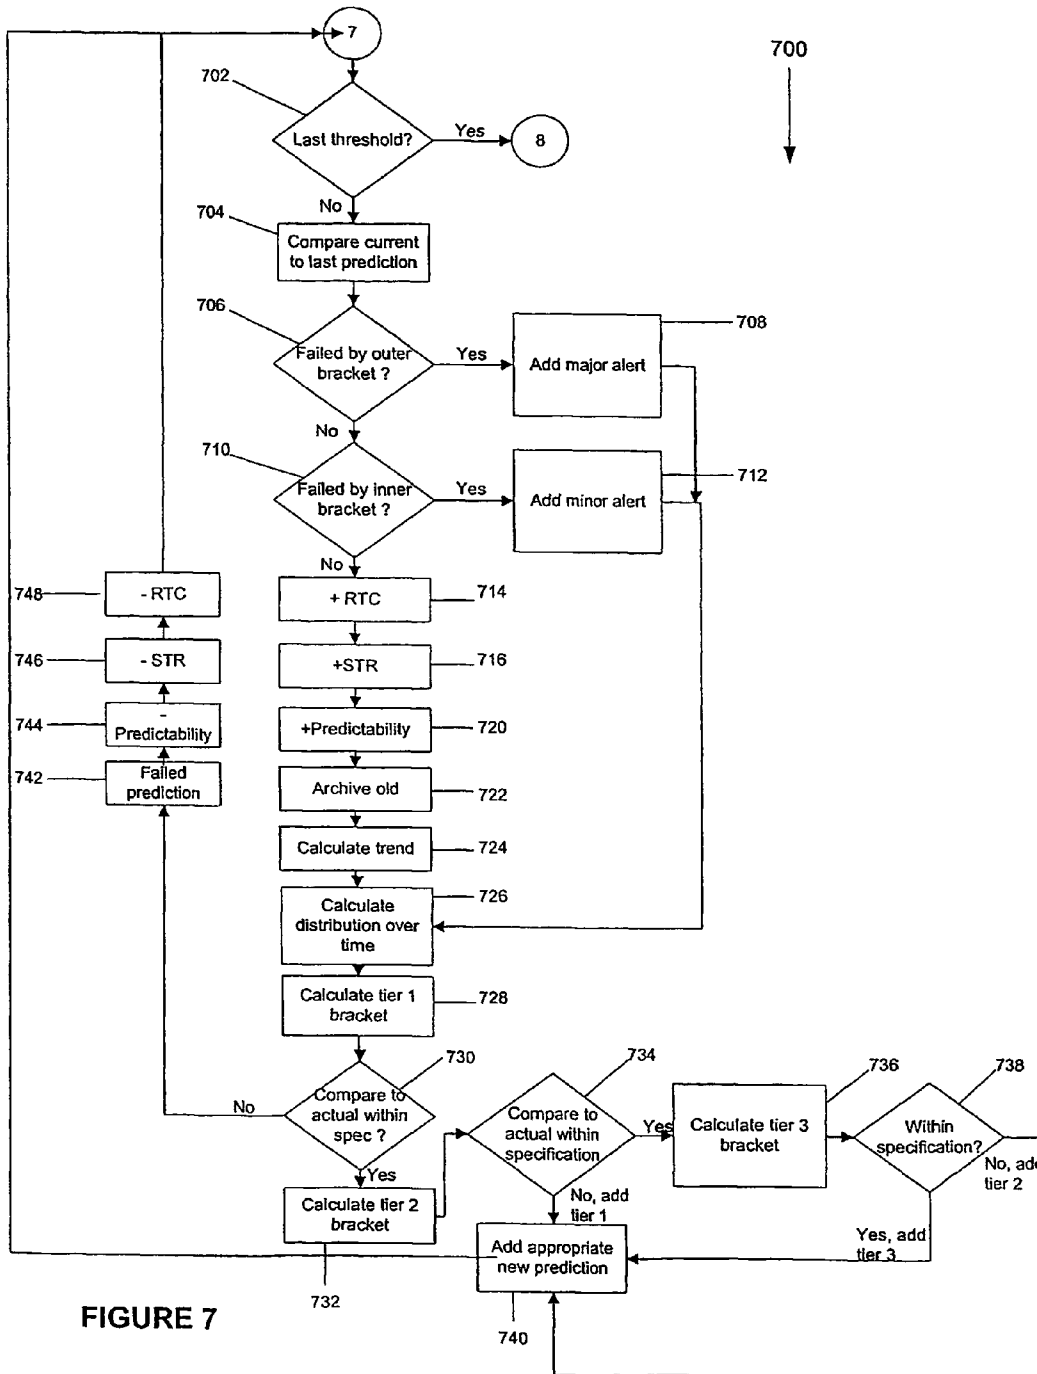 7
700
702
Last threshold?
Yes
8
No
704
Compare current
to last prediction
706
Failed by outer
bracket ?
Yes
708
Add major alert
No
710
Failed by inner
bracket ?
Yes
712
Add minor alert
No
748
- RTC
+ RTC
714
746
- STR
+STR
716
744
-
Predictability
+Predictability
720
742
Failed
prediction
Archive old
722
Calculate trend
724
726
Calculate
distribution over
time
Calculate tier 1
bracket
728
730
Compare to
actual within
spec ?
No
Yes
Calculate tier 2
bracket
732
734
Compare to
actual within
specification
Yes
No, add
tier 1
736
Calculate tier 3
bracket
738
Within
specification?
No, add
tier 2
Yes, add
tier 3
Add appropriate
new prediction
740
FIGURE 7